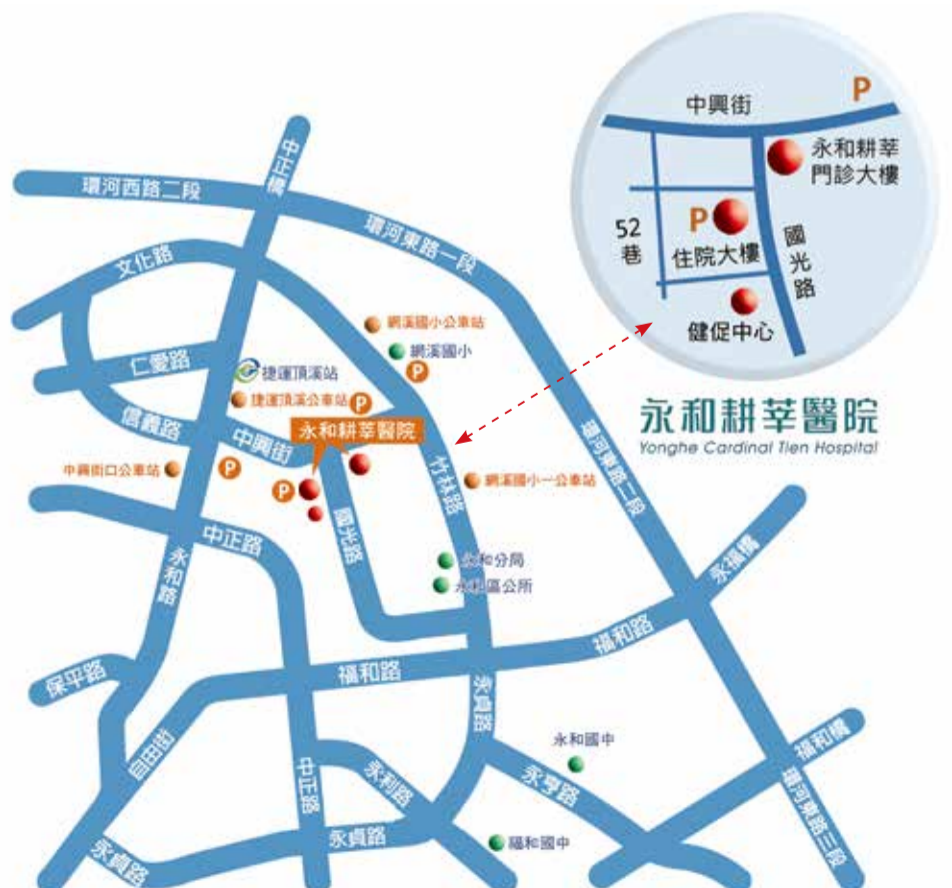 中興街
P
永和耕莘
門診大樓
P
52
巷
住院大樓
國光路
健促中心
永和耕莘醫院
Yonghe Cardinal Tien Hospital
中正橋
環河西路二段
環河東路一段
文化路
網溪國小公車站
網溪國小
P
仁愛路
捷運頂溪站
捷運頂溪公車站
P
信義路
中興街
永和耕莘醫院
環河東路二段
中興街口公車站
P
P
竹林路
網溪國小一公車站
國光路
永和路
中正路
永和分局
永和區公所
永福橋
福和路
福和路
保平路
永貞路
自由街
永和國中
福和橋
中正路
永利路
永亨路
環河東路三段
永貞路
永貞路
福和國中